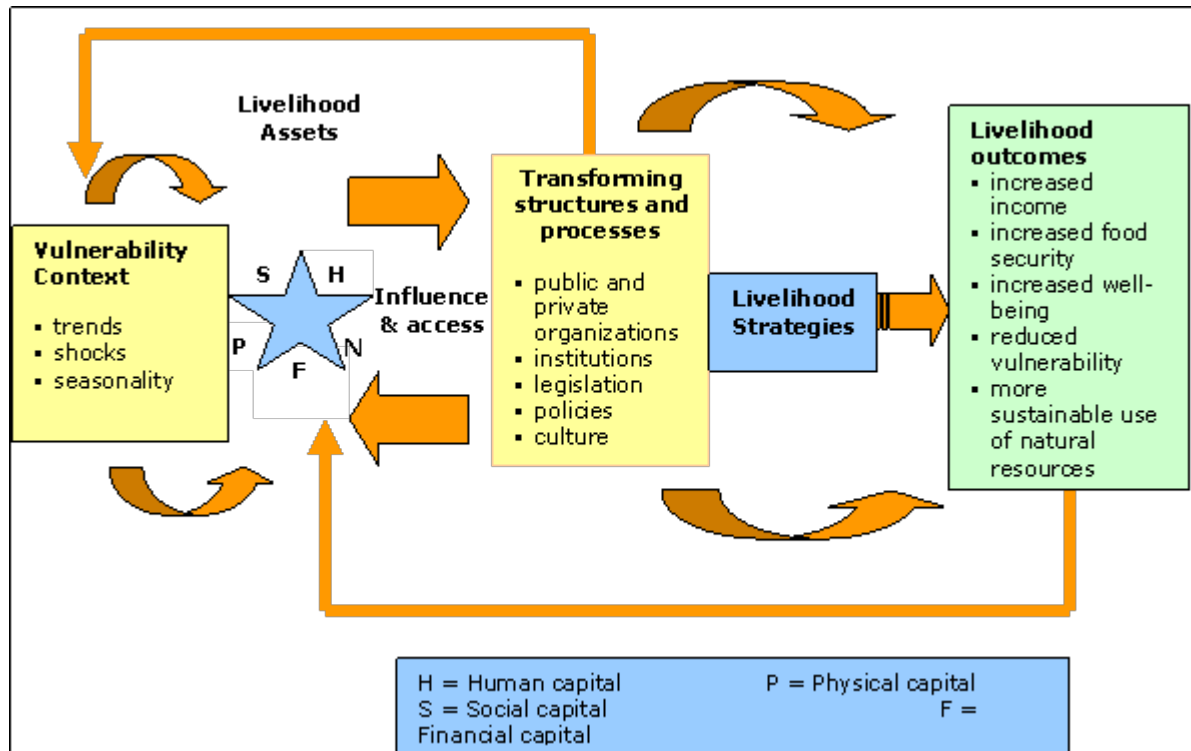 Livelihood
Assets
Vulnerability
Context
▪ trends
▪ shocks
▪ seasonality
S
H
P
F
N
Influence
& access
Transforming
structures and
processes
▪ public and
private
organizations
▪ institutions
▪ legislation
▪ policies
▪ culture
Livelihood
Strategies
Livelihood
outcomes
▪ increased
income
▪ increased food
security
▪ increased well-
being
▪ reduced
vulnerability
▪ more
sustainable use
of natural
resources
H = Human capital P = Physical capital
S = Social capital F =
Financial capital